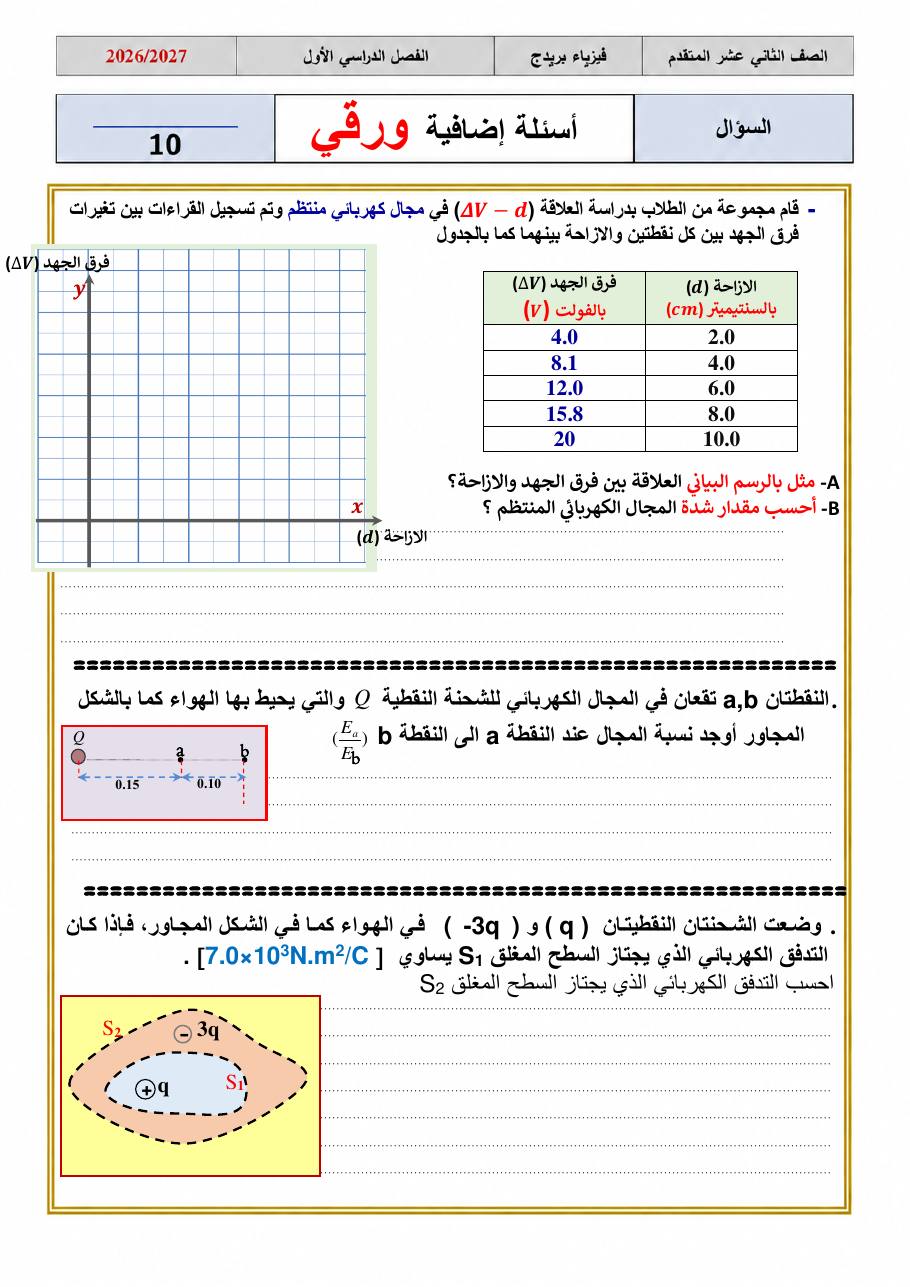 الصف الثاني عشر المتقدم	فيزياء بريدج	الفصل الدراسي الأول	2026/2027
السؤال	أسئلة إضافية ورقي	10
- قام مجموعة من الطلاب بدراسة العلاقة (ΔV − d) في مجال كهربائي منتظم وتم تسجيل القراءات بين تغيرات
فرق الجهد بين كل نقطتين والازاحة بينهما كما بالجدول
فرق الجهد (ΔV)
y
x
الازاحة (d)
الازاحة (d)	فرق الجهد (ΔV)
بالسنتيميتر (cm)	بالفولت (V)
2.0	4.0
4.0	8.1
6.0	12.0
8.0	15.8
10.0	20
A- مثل بالرسم البياني العلاقة بين فرق الجهد والازاحة؟
B- أحسب مقدار شدة المجال الكهربائي المنتظم ؟
================================================
.النقطتان a,b تقعان في المجال الكهربائي للشحنة النقطية Q والتي يحيط بها الهواء كما بالشكل
المجاور أوجد نسبة المجال عند النقطة a الى النقطة b (Ea/Eb)
Q a b
0.15 0.10
================================================
. وضعت الشحنتان النقطيتان ( q ) و ( -3q ) في الهواء كما في الشكل المجاور، فإذا كان
التدفق الكهربائي الذي يجتاز السطح المغلق S1 يساوي [ 7.0×10³N.m²/C] .
احسب التدفق الكهربائي الذي يجتاز السطح المغلق S2
S2 - 3q
+ q S1